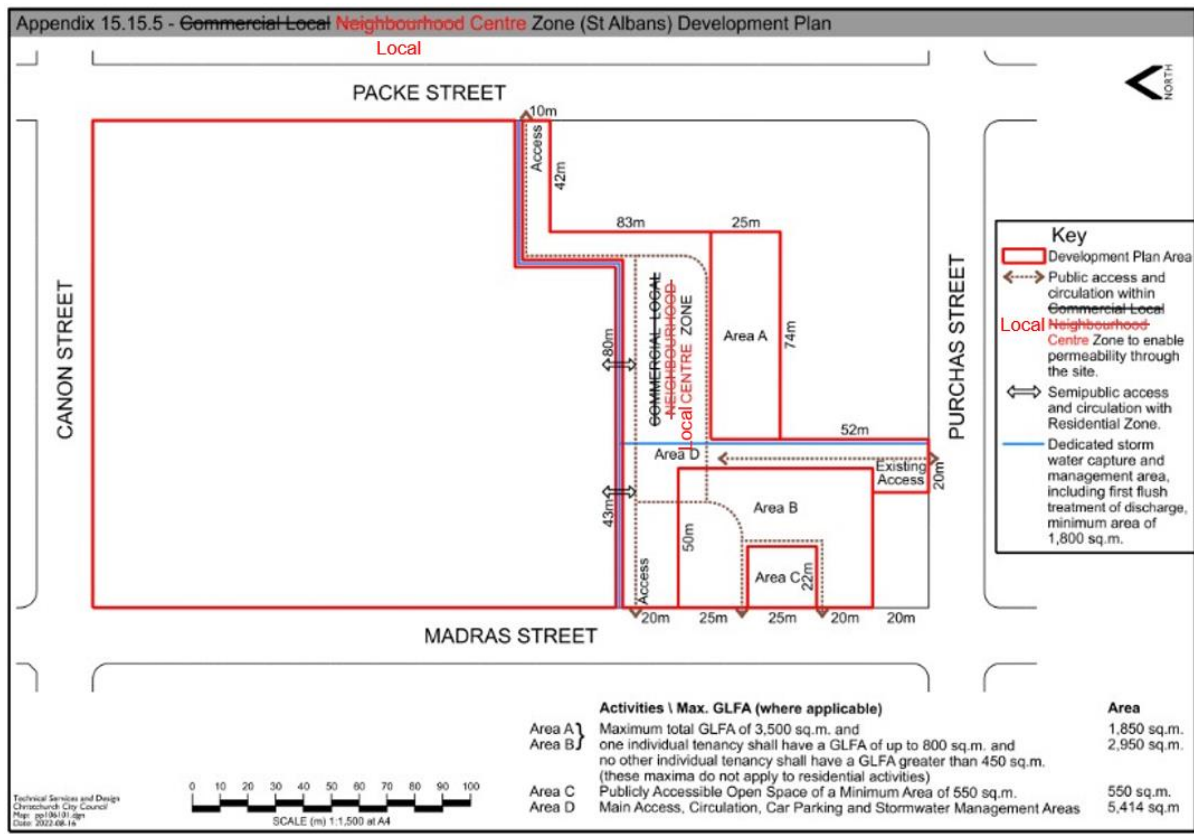 Appendix 15.15.5 - Commercial Local Neighbourhood Centre Zone (St Albans) Development Plan
Local
PACKE STREET
NORTH
CANON STREET
PURCHAS STREET
MADRAS STREET
10m
Access
42m
83m
25m
80m
COMMERCIAL LOCAL
NEIGHBOURHOOD
Local CENTRE ZONE
Area A
74m
52m
Area D
Existing
Access
20m
43m
Area B
50m
Area C
22m
Access
20m
25m
25m
20m
20m
Key
Development Plan Area
Public access and
circulation within
Commercial Local
Local Neighbourhood
Centre Zone to enable
permeability through
the site.
Semipublic access
and circulation with
Residential Zone.
Dedicated storm
water capture and
management area,
including first flush
treatment of discharge,
minimum area of
1,800 sq.m.
Activities \ Max. GLFA (where applicable) Area
Area A } Maximum total GLFA of 3,500 sq.m. and 1,850 sq.m.
Area B one individual tenancy shall have a GLFA of up to 800 sq.m. and 2,950 sq.m.
no other individual tenancy shall have a GLFA greater than 450 sq.m.
(these maxima do not apply to residential activities)
Area C Publicly Accessible Open Space of a Minimum Area of 550 sq.m. 550 sq.m.
Area D Main Access, Circulation, Car Parking and Stormwater Management Areas 5,414 sq.m
0 10 20 30 40 50 60 70 80 90 100
SCALE (m) 1:1,500 at A4
Technical Services and Design
Christchurch City Council
Map: pp106101.dgn
Date: 2022-08-16